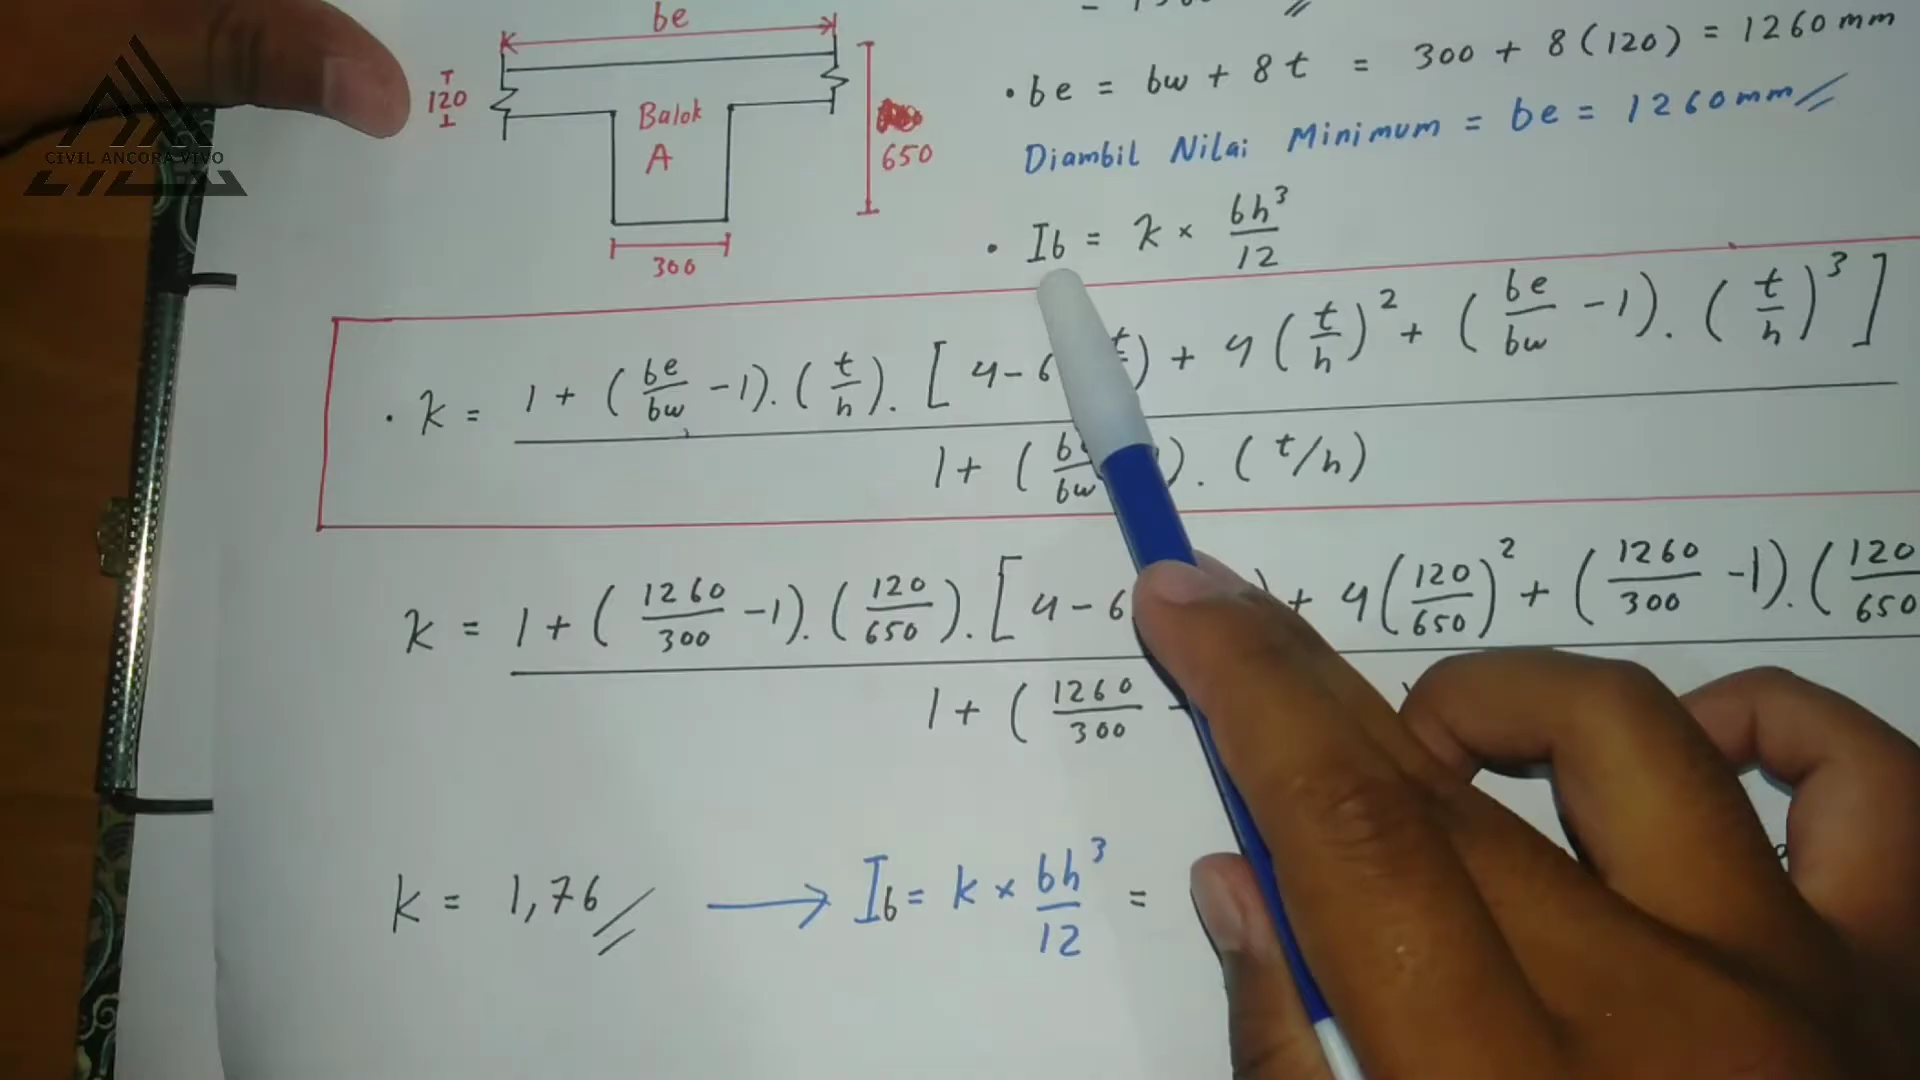 be
120
Balok
A
650
300
• be = bw + 8t = 300 + 8(120) = 1260 mm
Diambil Nilai Minimum = be = 1260 mm
• Ib = k × bh³/12
• k = 1 + (be/bw - 1). (t/h). [ 4 - 6 t ) + 4 (t/h)² + (be/bw - 1). (t/h)³ ]
1 + ( bw ). (t/h)
k = 1 + (1260/300 - 1). (120/650). [ 4 - 6 ) + 4 (120/650)² + (1260/300 - 1). (120/650
1 + ( 1260/300 -
k = 1,76 → Ib = k × bh³/12 =
CIVIL ANCORA VIVO